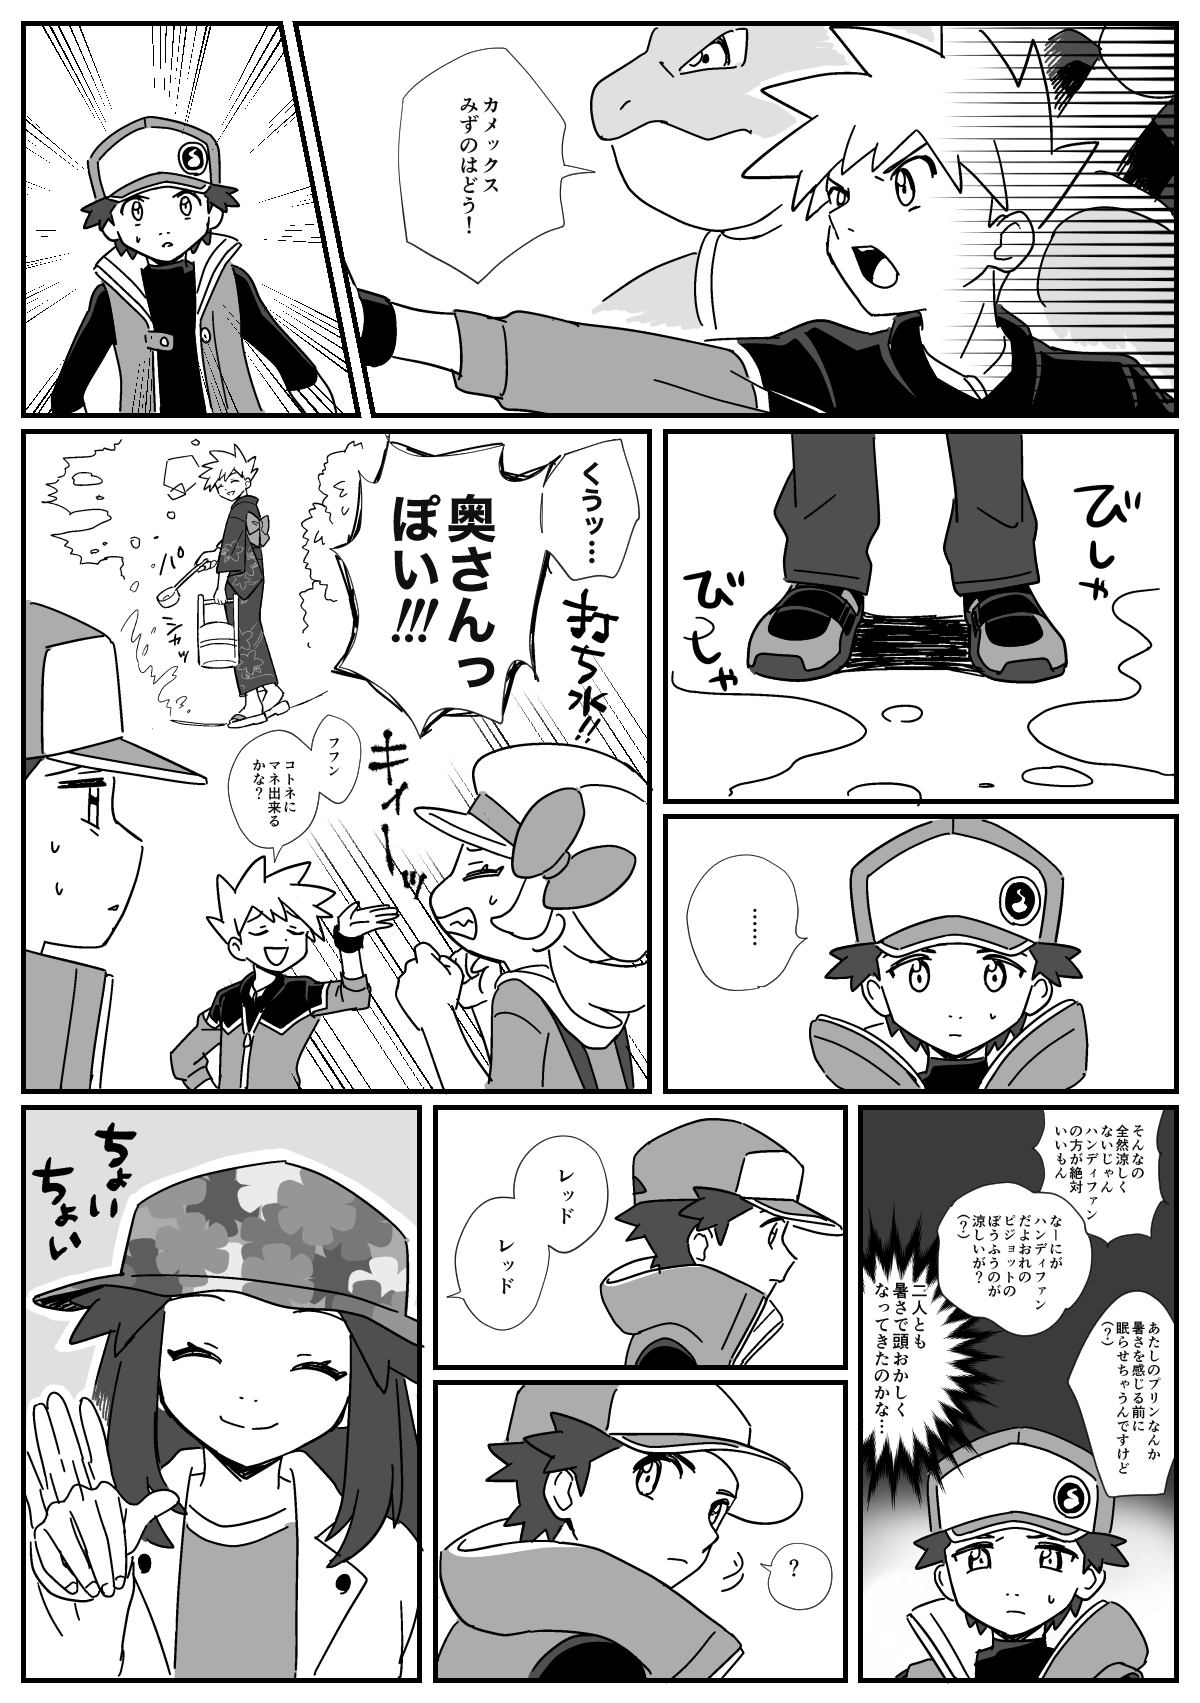 カメックス
みずのはどう！
びしゃ
びしゃ
………
くうッ…
打ち水!!
奥さんっ
ぽい!!!
パ
シャッ
キィーッ
フフン
コトネに
マネ出来る
かな？
そんなの
全然涼しく
ないじゃん
ハンディファン
の方が絶対
いいもん
なーにが
ハンディファン
だよおれの
ピジョットの
ぼうふうのが
涼しいが？
(？)
あたしのプリンなんか
暑さを感じる前に
眠らせちゃうんですけど
(？)
二人とも
暑さで頭おかしく
なってきたのかな…
レッド
レッド
？
ちょい
ちょい